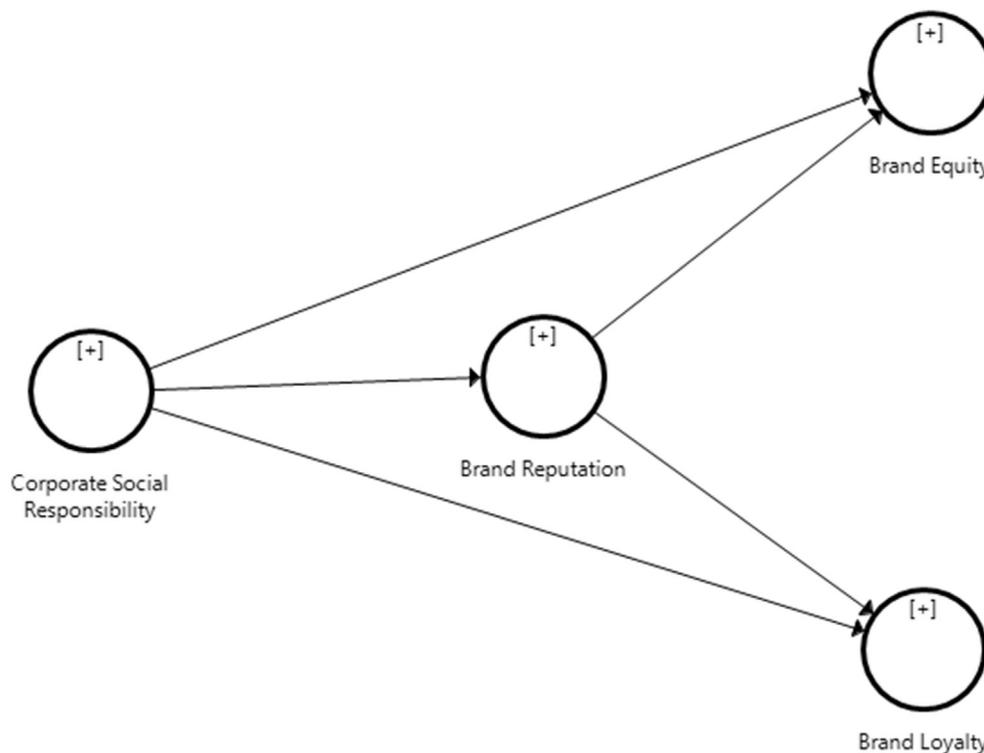 [+]
Brand Equity
[+]
[+]
Brand Reputation
Corporate Social
Responsibility
[+]
Brand Loyalty